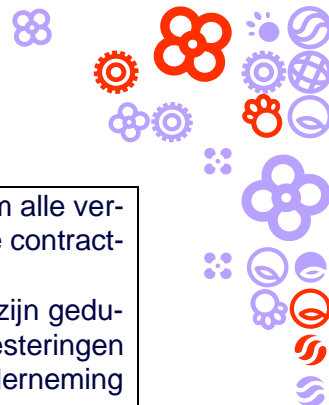 m alle ver-
e contract-
zijn gedu-
esteringen
derneming